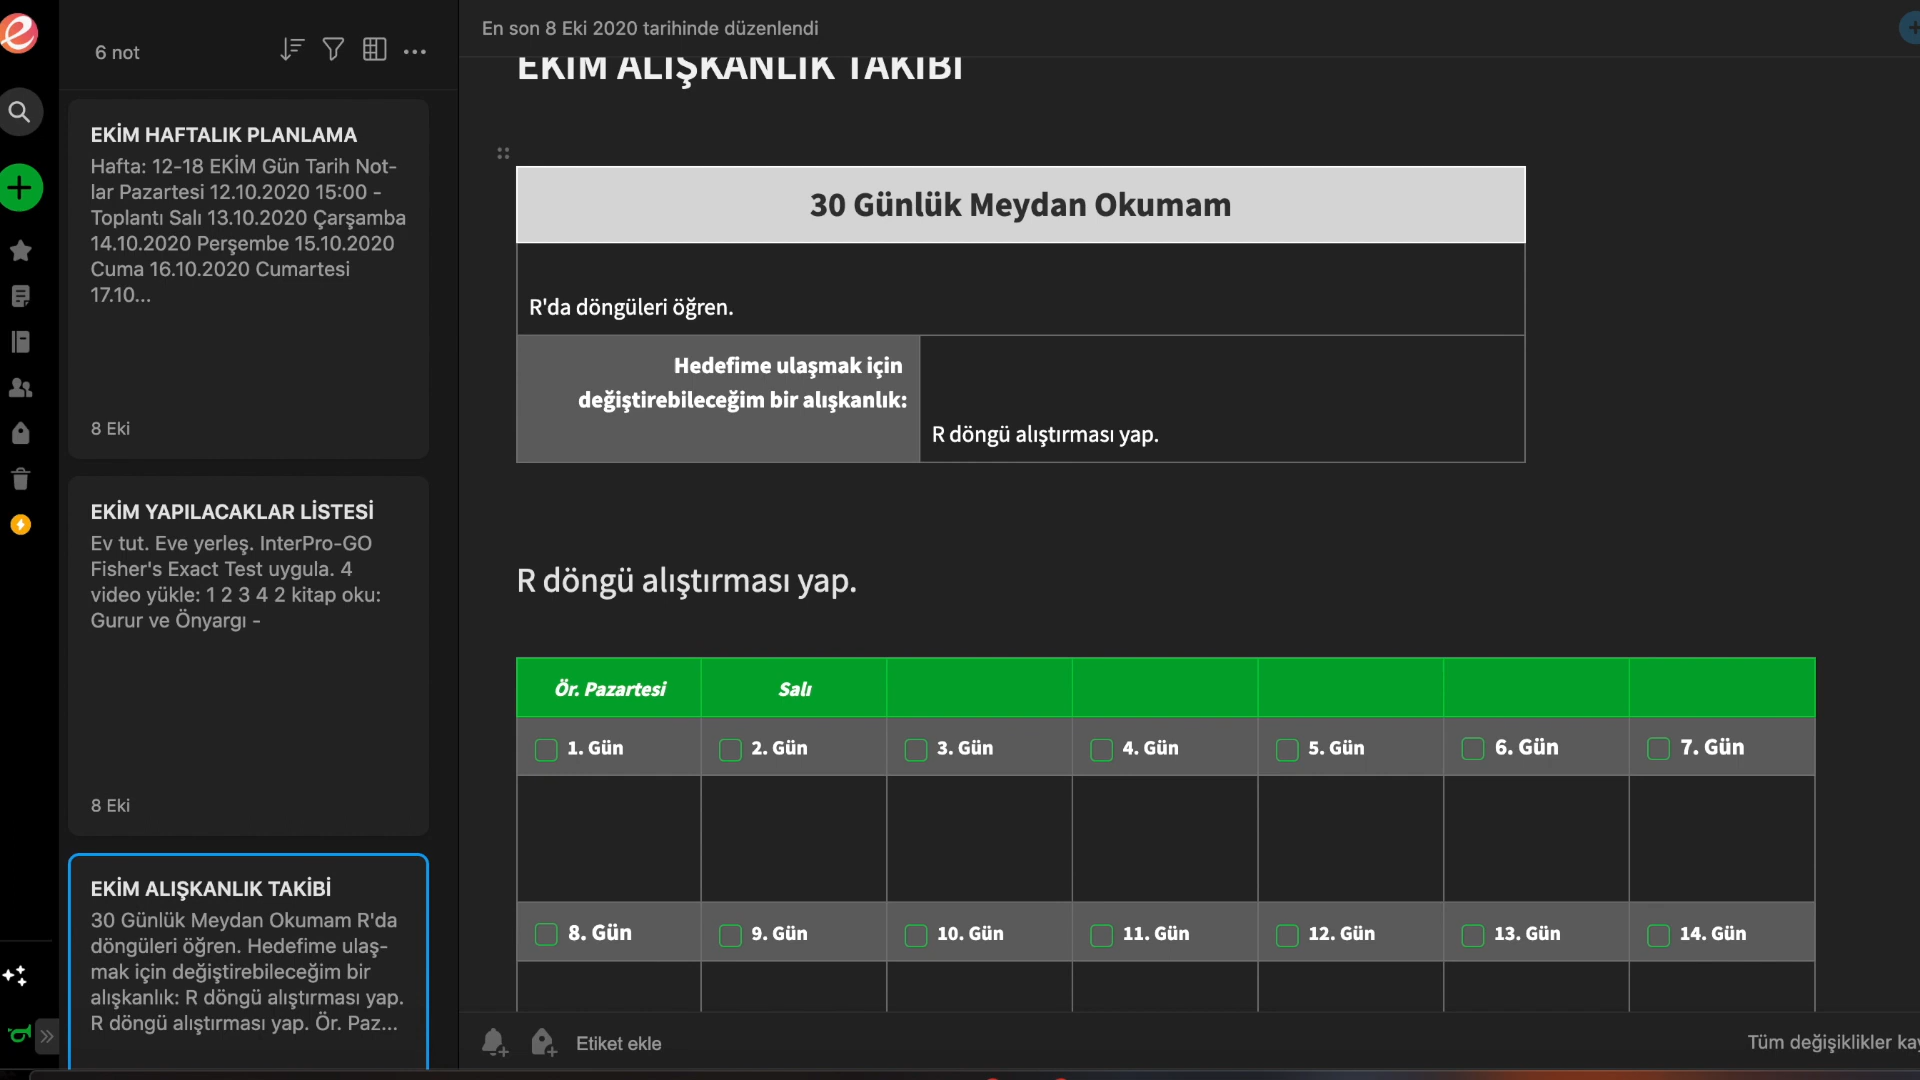 6 not
En son 8 Eki 2020 tarihinde düzenlendi
EKİM HAFTALIK PLANLAMA
Hafta: 12-18 EKİM Gün Tarih Not-
lar Pazartesi 12.10.2020 15:00 -
Toplantı Salı 13.10.2020 Çarşamba
14.10.2020 Perşembe 15.10.2020
Cuma 16.10.2020 Cumartesi
17.10...
8 Eki
EKİM YAPILACAKLAR LİSTESİ
Ev tut. Eve yerleş. InterPro-GO
Fisher's Exact Test uygula. 4
video yükle: 1 2 3 4 2 kitap oku:
Gurur ve Önyargı -
8 Eki
EKİM ALIŞKANLIK TAKİBİ
30 Günlük Meydan Okumam R'da
döngüleri öğren. Hedefime ulaş-
mak için değiştirebileceğim bir
alışkanlık: R döngü alıştırması yap.
R döngü alıştırması yap. Ör. Paz...
EKİM ALIŞKANLIK TAKİBİ
30 Günlük Meydan Okumam
R'da döngüleri öğren.
Hedefime ulaşmak için
değiştirebileceğim bir alışkanlık:
R döngü alıştırması yap.
R döngü alıştırması yap.
Ör. Pazartesi Salı
1. Gün 2. Gün 3. Gün 4. Gün 5. Gün 6. Gün 7. Gün
8. Gün 9. Gün 10. Gün 11. Gün 12. Gün 13. Gün 14. Gün
Etiket ekle
Tüm değişiklikler